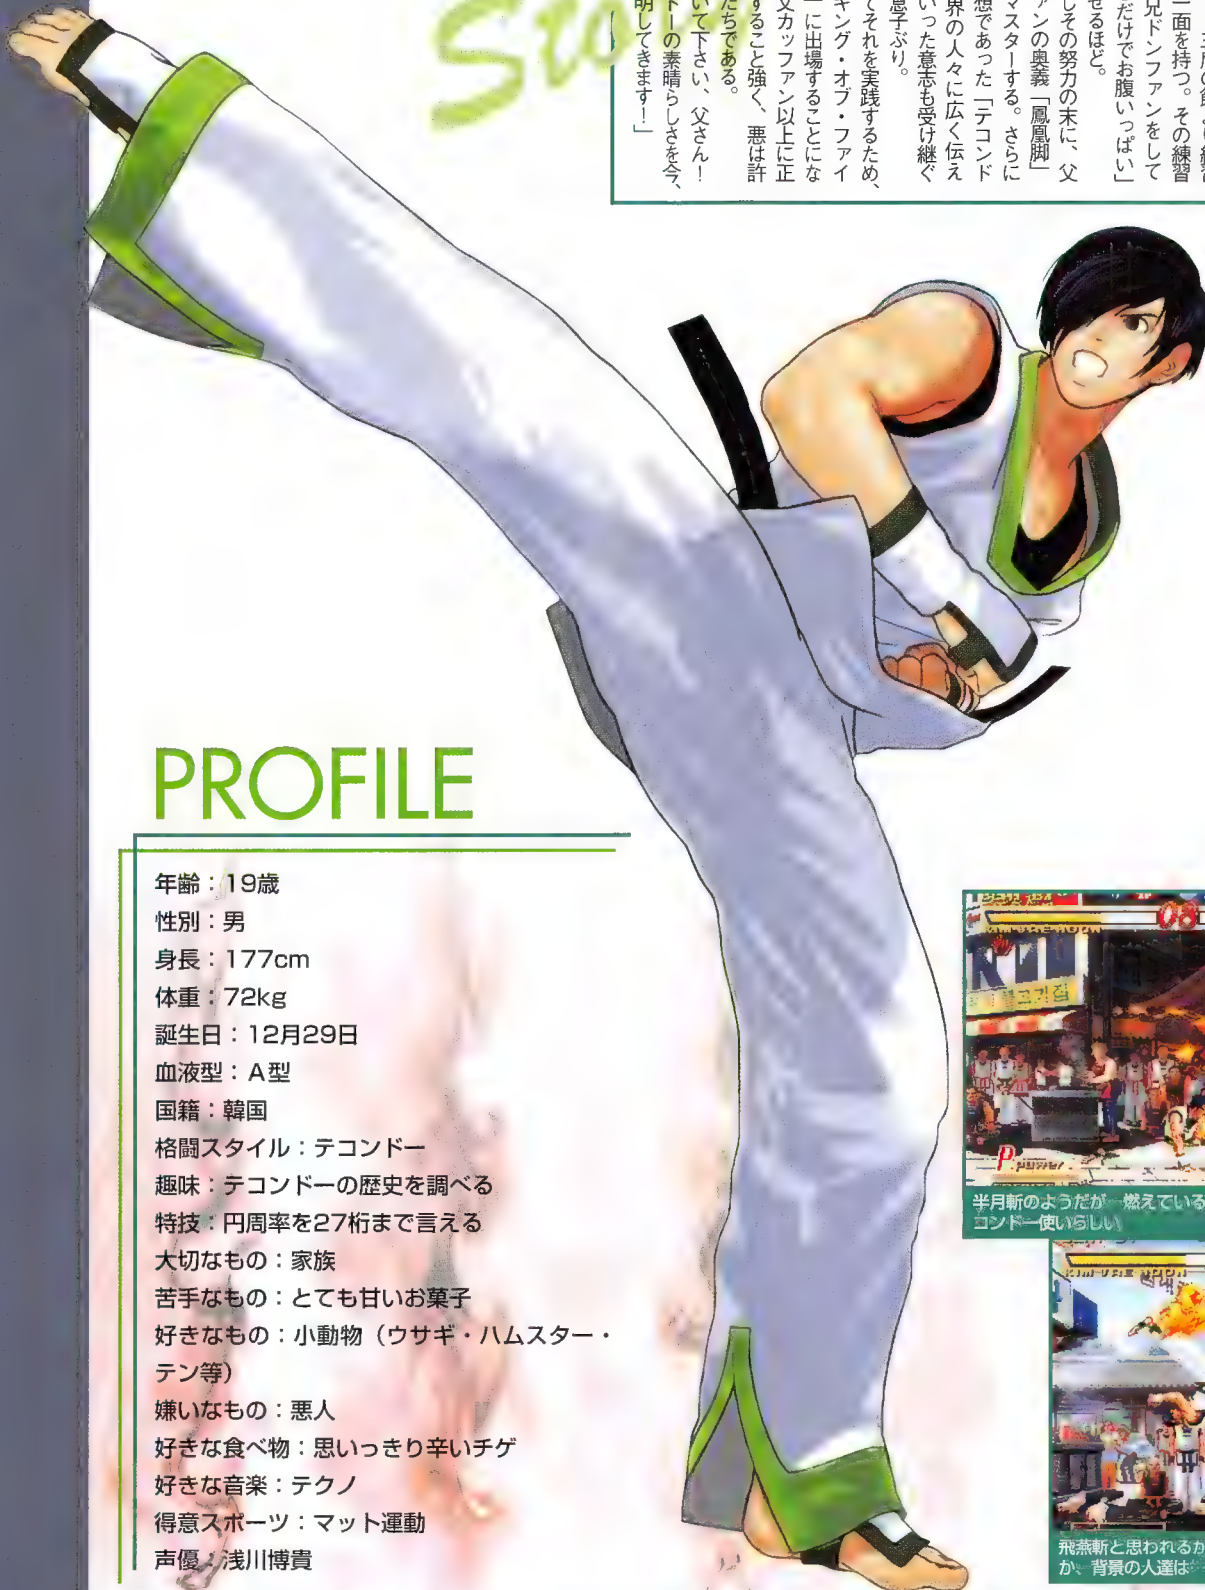 Sto
一面を持つ。その練習
兄ドンファンをして
だけでお腹いっぱい」
せるほど。
しその努力の末に、父
ァンの奥義「鳳凰脚」
マスターする。さらに
想であった「テコンド
界の人々に広く伝え
いった意志も受け継ぐ
息子ぶり。
てそれを実践するため、
キング・オブ・ファイ
ーに出場することにな
父カッファン以上に正
すること強く、悪は許
たちである。
いて下さい、父さん！
ドーの素晴らしさを今、
明してきます！」
PROFILE
年齢：19歳
性別：男
身長：177cm
体重：72kg
誕生日：12月29日
血液型：A型
国籍：韓国
格闘スタイル：テコンドー
趣味：テコンドーの歴史を調べる
特技：円周率を27桁まで言える
大切なもの：家族
苦手なもの：とても甘いお菓子
好きなもの：小動物（ウサギ・ハムスター・
テン等）
嫌いなもの：悪人
好きな食べ物：思いっきり辛いチゲ
好きな音楽：テクノ
得意スポーツ：マット運動
声優：浅川博貴
08
KIM JAE HOON
고기집
P power
半月斬のようだが 燃えている
コンドー使いらしい
KIM JAE HOON
飛燕斬と思われるが
か、背景の人達は